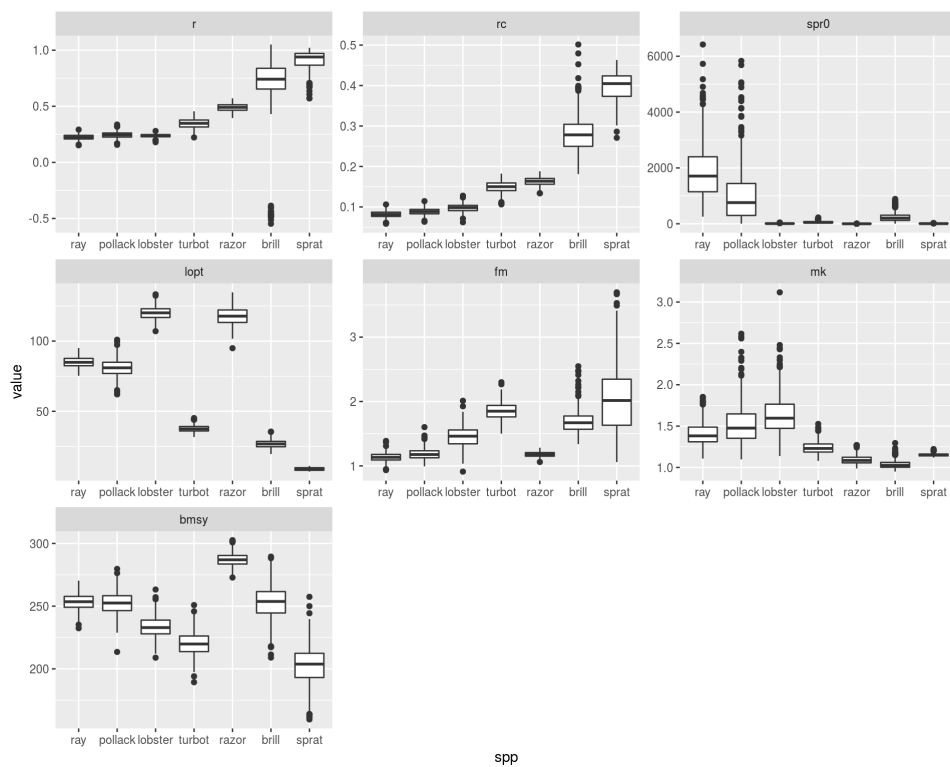 r rc spr0
1.0
0.5
0.0
-0.5
0.5
0.4
0.3
0.2
0.1
6000
4000
2000
0
ray pollack lobster turbot razor brill sprat
ray pollack lobster turbot razor brill sprat
ray pollack lobster turbot razor brill sprat
lopt fm mk
100
50
3
2
1
3.0
2.5
2.0
1.5
1.0
ray pollack lobster turbot razor brill sprat
ray pollack lobster turbot razor brill sprat
ray pollack lobster turbot razor brill sprat
value
bmsy
300
250
200
ray pollack lobster turbot razor brill sprat
spp